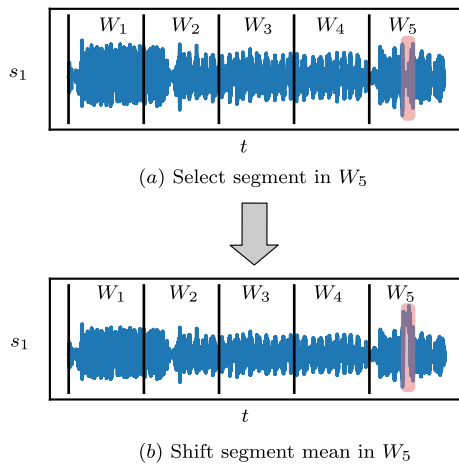 W₁ W₂ W₃ W₄ W₅
s₁
t
(a) Select segment in W₅
W₁ W₂ W₃ W₄ W₅
s₁
t
(b) Shift segment mean in W₅